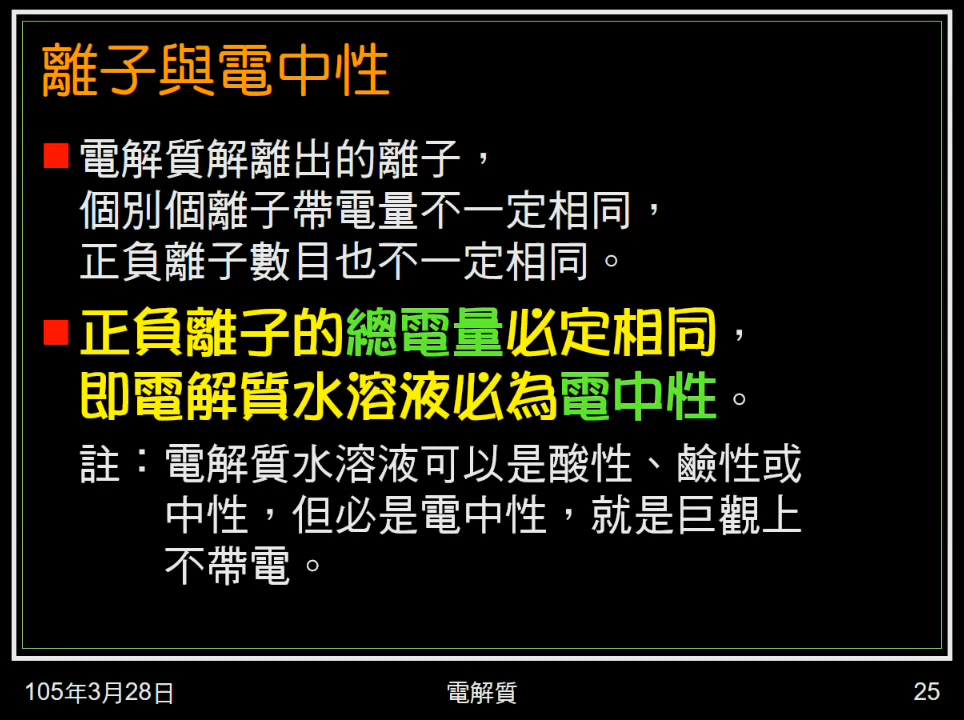 離子與電中性
電解質解離出的離子，
個別個離子帶電量不一定相同，
正負離子數目也不一定相同。
正負離子的總電量必定相同，
即電解質水溶液必為電中性。
註：電解質水溶液可以是酸性、鹼性或
中性，但必是電中性，就是巨觀上
不帶電。
105年3月28日
電解質
25